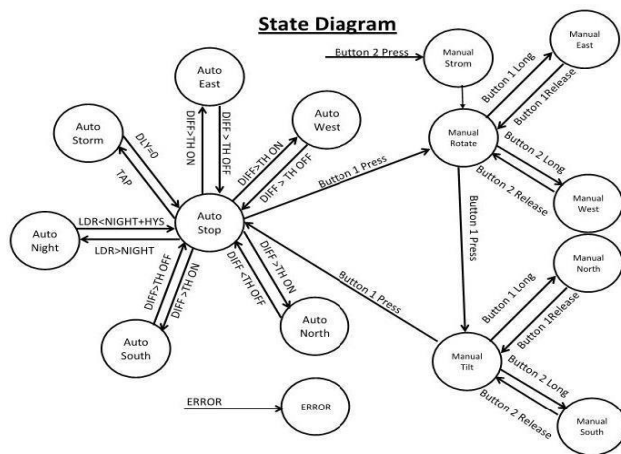 State Diagram
Button 2 Press
Manual
Strom
Manual
East
Auto
East
Auto
West
Auto
Storm
DLY=0
TAP
DIFF>TH ON
DIFF > TH OFF
DIFF>TH ON
DIFF > TH OFF
Button 1 Long
Button 1Release
Manual
Rotate
Button 2 Long
Button 2 Release
Manual
West
Button 1 Press
Auto
Stop
Auto
Night
LDR<NIGHT+HYS
LDR>NIGHT
DIFF>TH OFF
DIFF>TH ON
DIFF >TH ON
DIFF <TH OFF
Button 1 Press
Button 1 Press
Manual
North
Auto
South
Auto
North
Button 1 Long
Button 1Release
Manual
Tilt
Button 2 Long
Button 2 Release
Manual
South
ERROR
ERROR